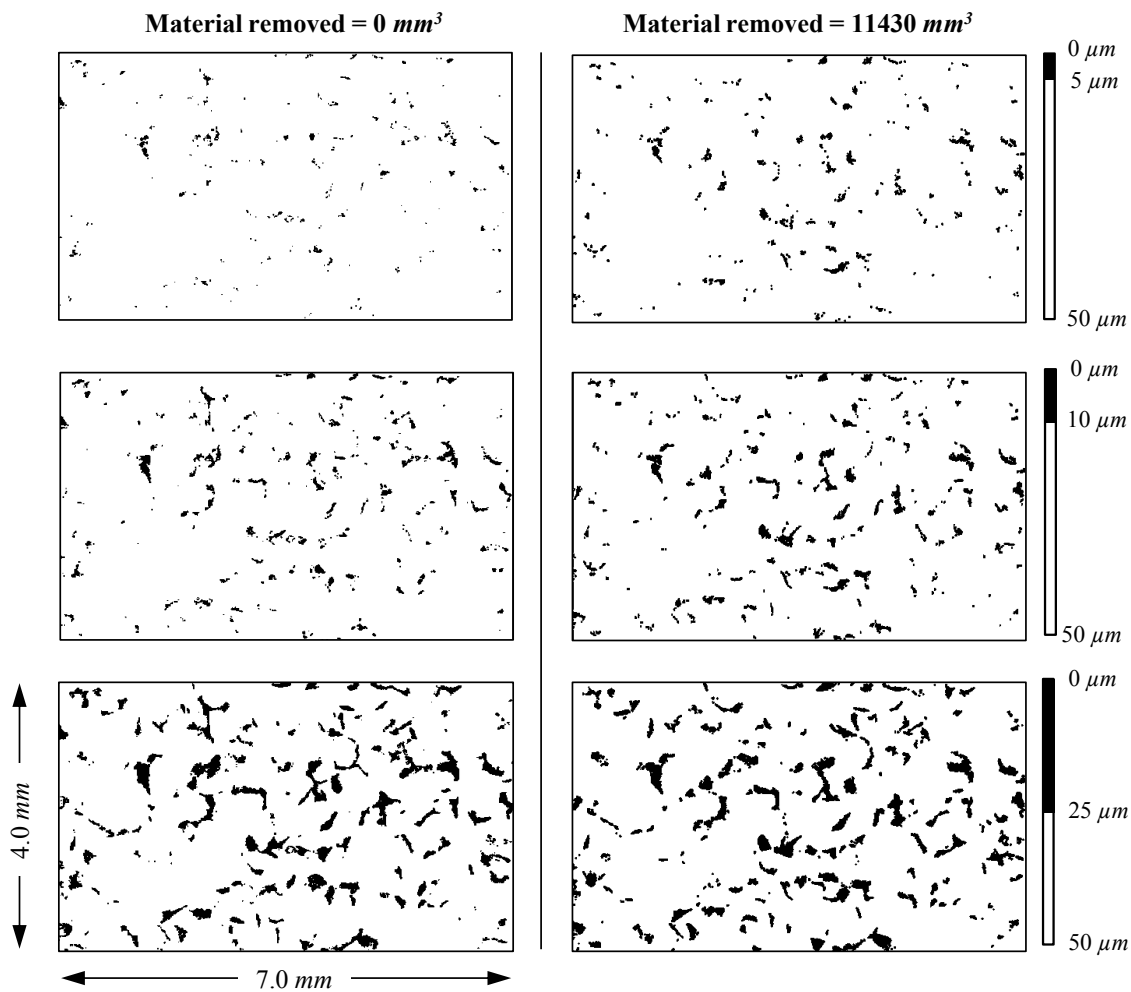 Material removed = 0 mm³
Material removed = 11430 mm³
0 µm
5 µm
50 µm
0 µm
10 µm
50 µm
0 µm
25 µm
50 µm
4.0 mm
7.0 mm